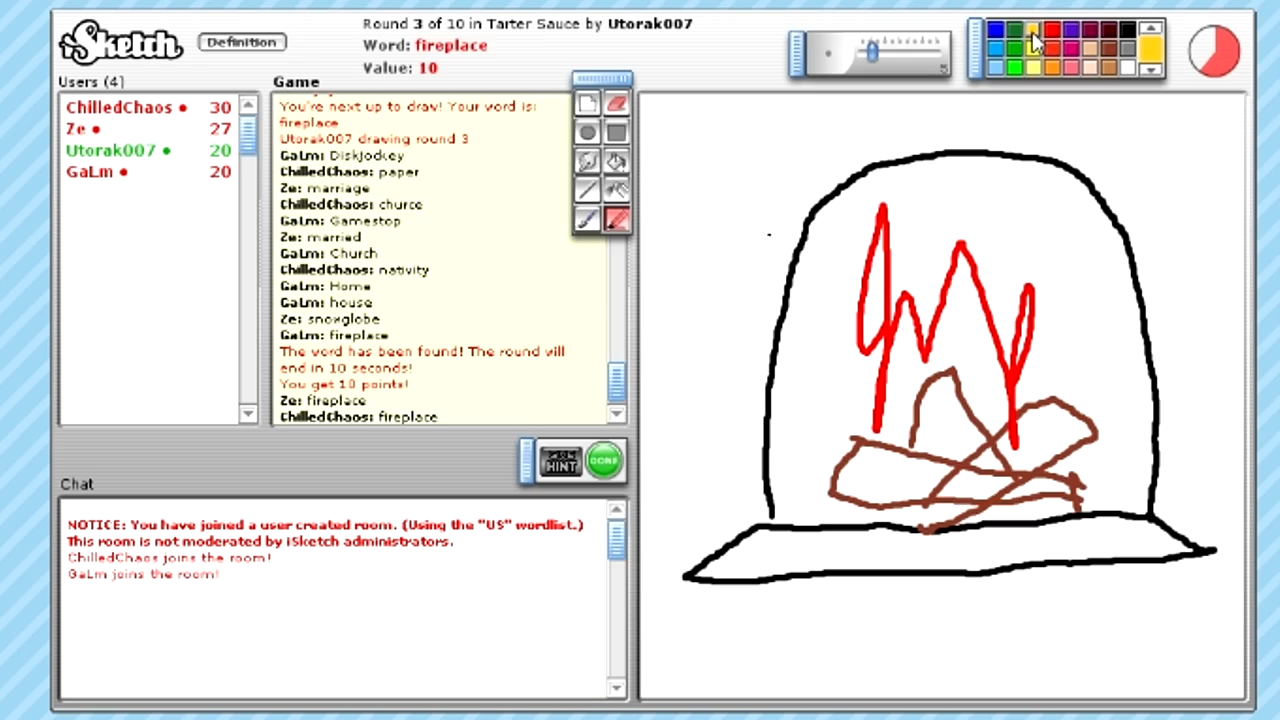 iSketch
Definition
Round 3 of 10 in Tarter Sauce by Utorak007
Word: fireplace
Value: 10
Users (4)
ChilledChaos • 30
Ze • 27
Utorak007 • 20
GaLm • 20
Game
You're next up to draw! Your word is:
fireplace
Utorak007 drawing round 3
GaLm: DiskJockey
ChilledChaos: paper
Ze: marriage
ChilledChaos: churce
GaLm: Gamestop
Ze: married
GaLm: Church
ChilledChaos: nativity
GaLm: Home
GaLm: house
Ze: snowglobe
GaLm: fireplace
The word has been found! The round will
end in 10 seconds!
You get 10 points!
Ze: fireplace
ChilledChaos: fireplace
HINT
DONE
5
Chat
NOTICE: You have joined a user created room. (Using the "US" wordlist.)
This room is not moderated by iSketch administrators.
ChilledChaos joins the room!
GaLm joins the room!